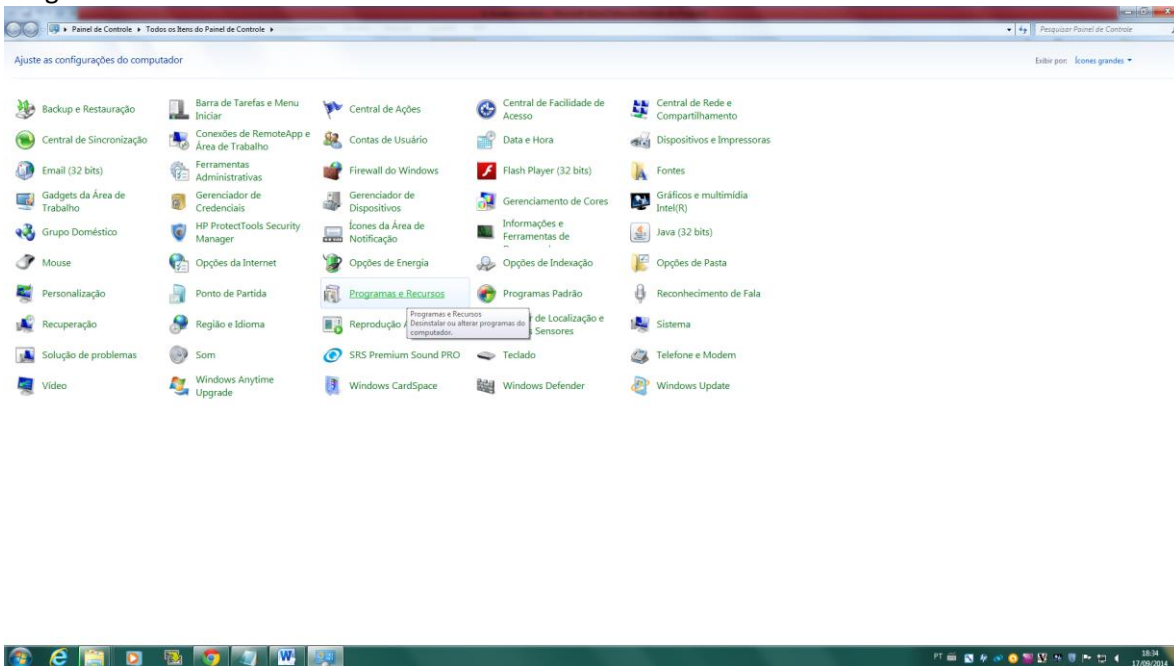 Painel de Controle ▸ Todos os Itens do Painel de Controle ▸
Pesquisar Painel de Controle
Ajuste as configurações do computador
Exibir por: Ícones grandes
Backup e Restauração
Barra de Tarefas e Menu
Iniciar
Central de Ações
Central de Facilidade de
Acesso
Central de Rede e
Compartilhamento
Central de Sincronização
Conexões de RemoteApp e
Área de Trabalho
Contas de Usuário
Data e Hora
Dispositivos e Impressoras
Email (32 bits)
Ferramentas
Administrativas
Firewall do Windows
Flash Player (32 bits)
Fontes
Gadgets da Área de
Trabalho
Gerenciador de
Credenciais
Gerenciador de
Dispositivos
Gerenciamento de Cores
Gráficos e multimídia
Intel(R)
Grupo Doméstico
HP ProtectTools Security
Manager
Ícones da Área de
Notificação
Informações e
Ferramentas de
Java (32 bits)
Mouse
Opções da Internet
Opções de Energia
Opções de Indexação
Opções de Pasta
Personalização
Ponto de Partida
Programas e Recursos
Programas Padrão
Reconhecimento de Fala
Programas e Recursos
Desinstalar ou alterar programas do
computador.
Recuperação
Região e Idioma
Reprodução
de Localização e
Sensores
Sistema
Solução de problemas
Som
SRS Premium Sound PRO
Teclado
Telefone e Modem
Vídeo
Windows Anytime
Upgrade
Windows CardSpace
Windows Defender
Windows Update
PT
18:34
17/09/2014